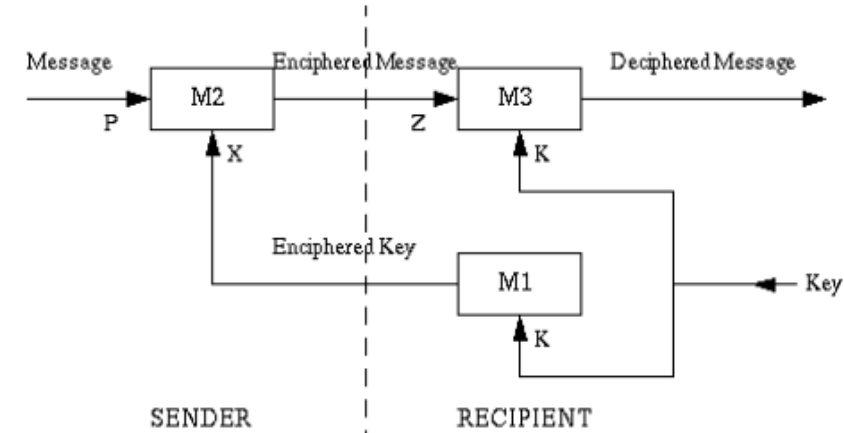 Message
Enciphered Message
Deciphered Message
M2
M3
P
Z
X
K
Enciphered Key
M1
Key
K
SENDER
RECIPIENT